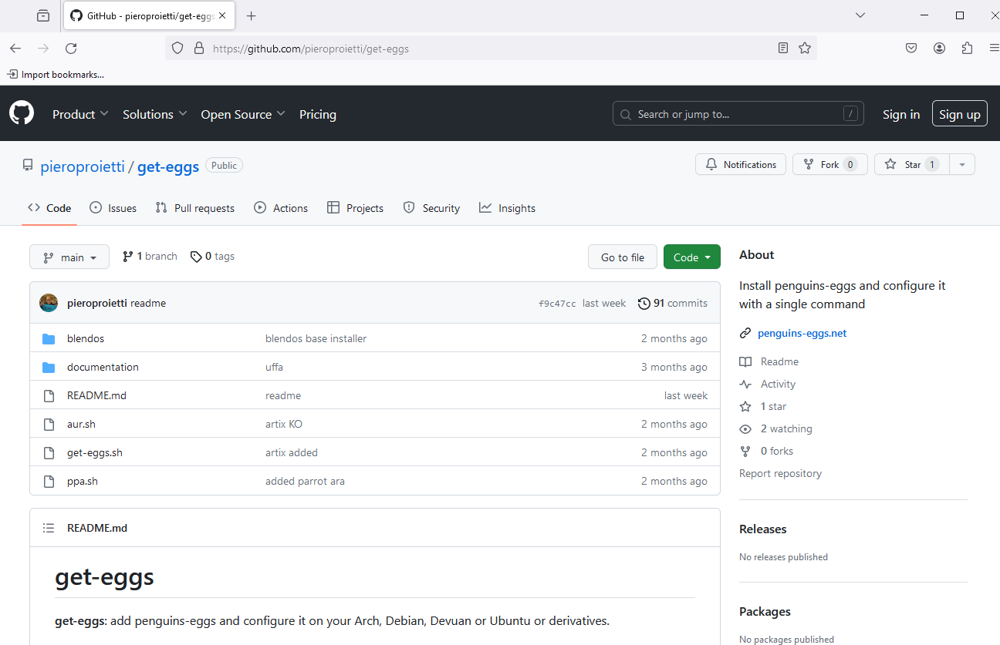 GitHub - pieroproietti/get-eggs
https://github.com/pieroproietti/get-eggs
Import bookmarks...
Product Solutions Open Source Pricing Search or jump to... / Sign in Sign up
pieroproietti / get-eggs Public Notifications Fork 0 Star 1
Code Issues Pull requests Actions Projects Security Insights
main 1 branch 0 tags Go to file Code
pieroproietti readme f9c47cc last week 91 commits
blendos blendos base installer 2 months ago
documentation uffa 3 months ago
README.md readme last week
aur.sh artix KO 2 months ago
get-eggs.sh artix added 2 months ago
ppa.sh added parrot ara 2 months ago
README.md
get-eggs
get-eggs: add penguins-eggs and configure it on your Arch, Debian, Devuan or Ubuntu or derivatives.
About
Install penguins-eggs and configure it
with a single command
penguins-eggs.net
Readme
Activity
1 star
2 watching
0 forks
Report repository
Releases
No releases published
Packages
No packages published